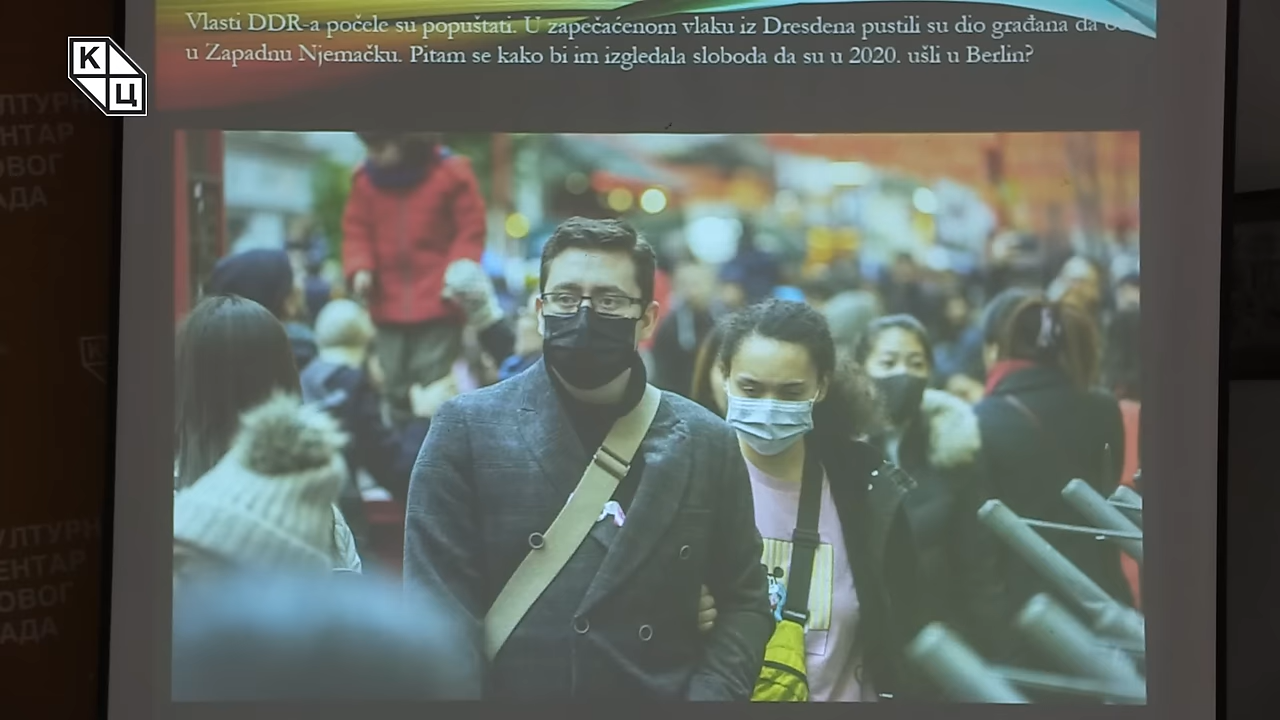 Vlasti DDR-a počele su popuštati. U zapečaćenom vlaku iz Dresdena pustili su dio građana da
u Zapadnu Njemačku. Pitam se kako bi im izgledala sloboda da su u 2020. ušli u Berlin?
К
Ц